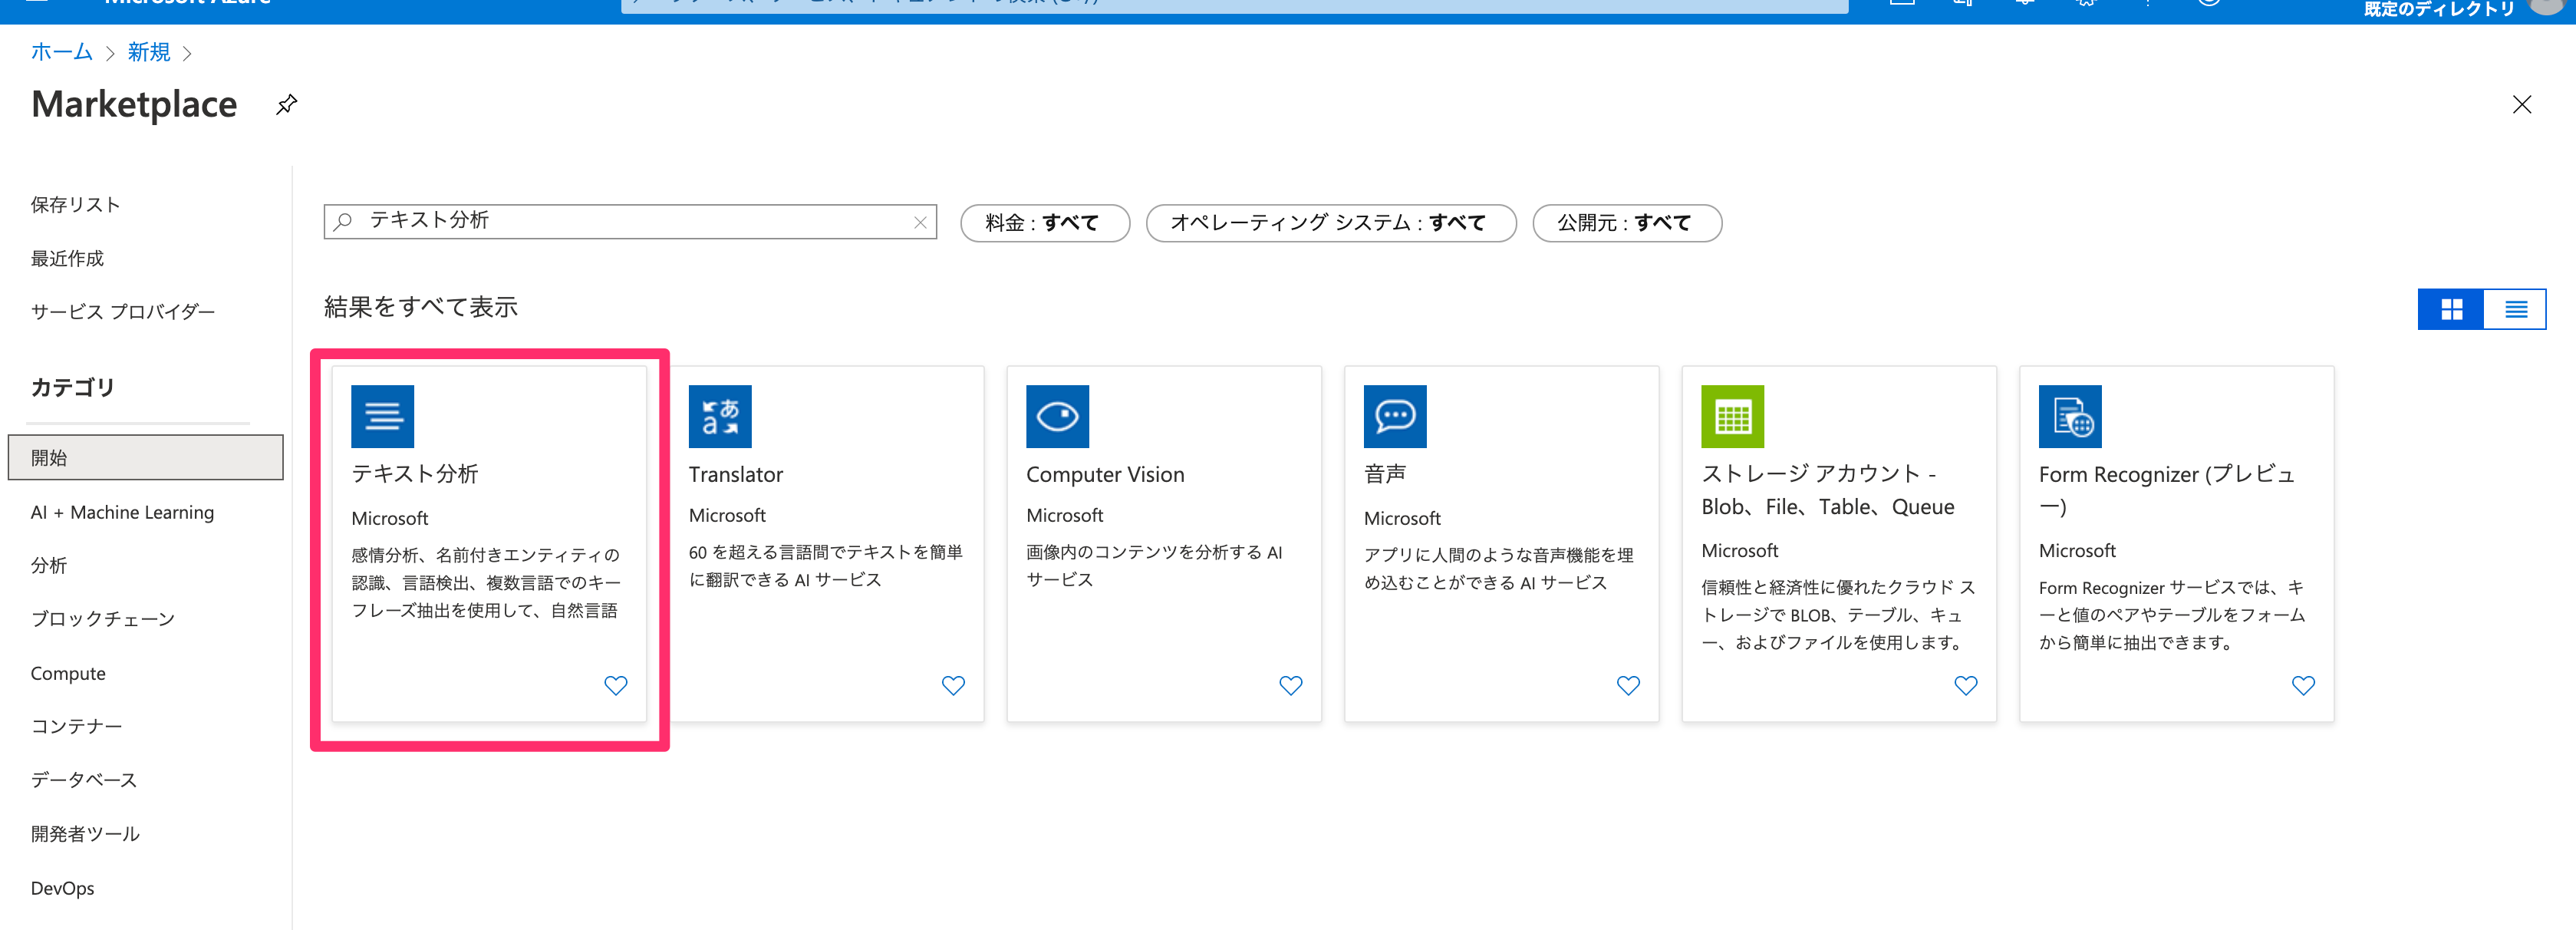 Microsoft Azure
既定のディレクトリ
ホーム > 新規 >
Marketplace
保存リスト
最近作成
サービス プロバイダー
カテゴリ
開始
AI + Machine Learning
分析
ブロックチェーン
Compute
コンテナー
データベース
開発者ツール
DevOps
テキスト分析
料金 : すべて
オペレーティング システム : すべて
公開元 : すべて
結果をすべて表示
テキスト分析
Microsoft
感情分析、名前付きエンティティの
認識、言語検出、複数言語でのキー
フレーズ抽出を使用して、自然言語
Translator
Microsoft
60 を超える言語間でテキストを簡単
に翻訳できる AI サービス
Computer Vision
Microsoft
画像内のコンテンツを分析する AI
サービス
音声
Microsoft
アプリに人間のような音声機能を埋
め込むことができる AI サービス
ストレージ アカウント -
Blob、File、Table、Queue
Microsoft
信頼性と経済性に優れたクラウド ス
トレージで BLOB、テーブル、キュ
ー、およびファイルを使用します。
Form Recognizer (プレビュ
ー)
Microsoft
Form Recognizer サービスでは、キ
ーと値のペアやテーブルをフォーム
から簡単に抽出できます。